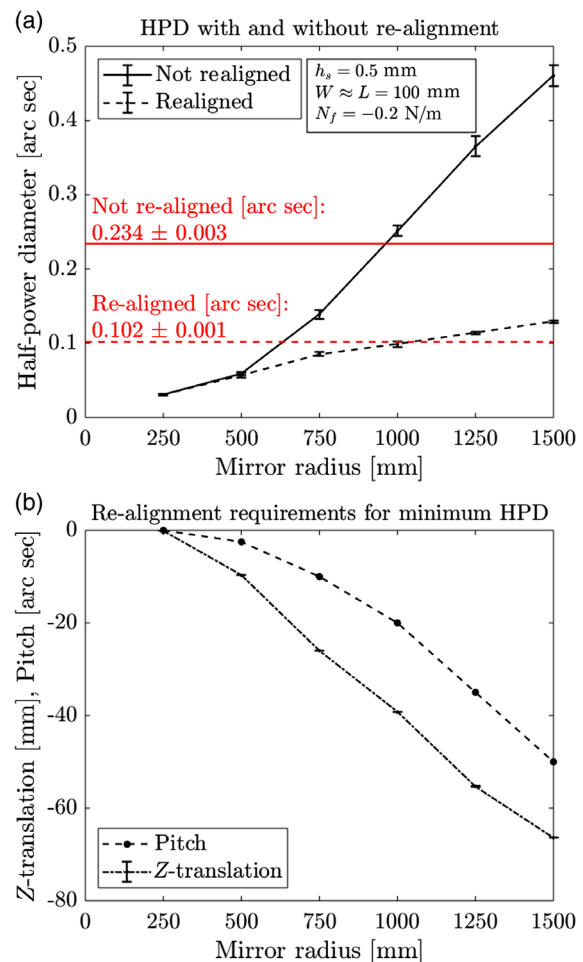 (a)
HPD with and without re-alignment
Half-power diameter [arc sec]
0.5
0.4
0.3
0.2
0.1
0
Not realigned
Realigned
h_s = 0.5 mm
W ≈ L = 100 mm
N_f = −0.2 N/m
Not re-aligned [arc sec]:
0.234 ± 0.003
Re-aligned [arc sec]:
0.102 ± 0.001
0 250 500 750 1000 1250 1500
Mirror radius [mm]
(b)
Re-alignment requirements for minimum HPD
Z-translation [mm], Pitch [arc sec]
0
-20
-40
-60
-80
Pitch
Z-translation
0 250 500 750 1000 1250 1500
Mirror radius [mm]